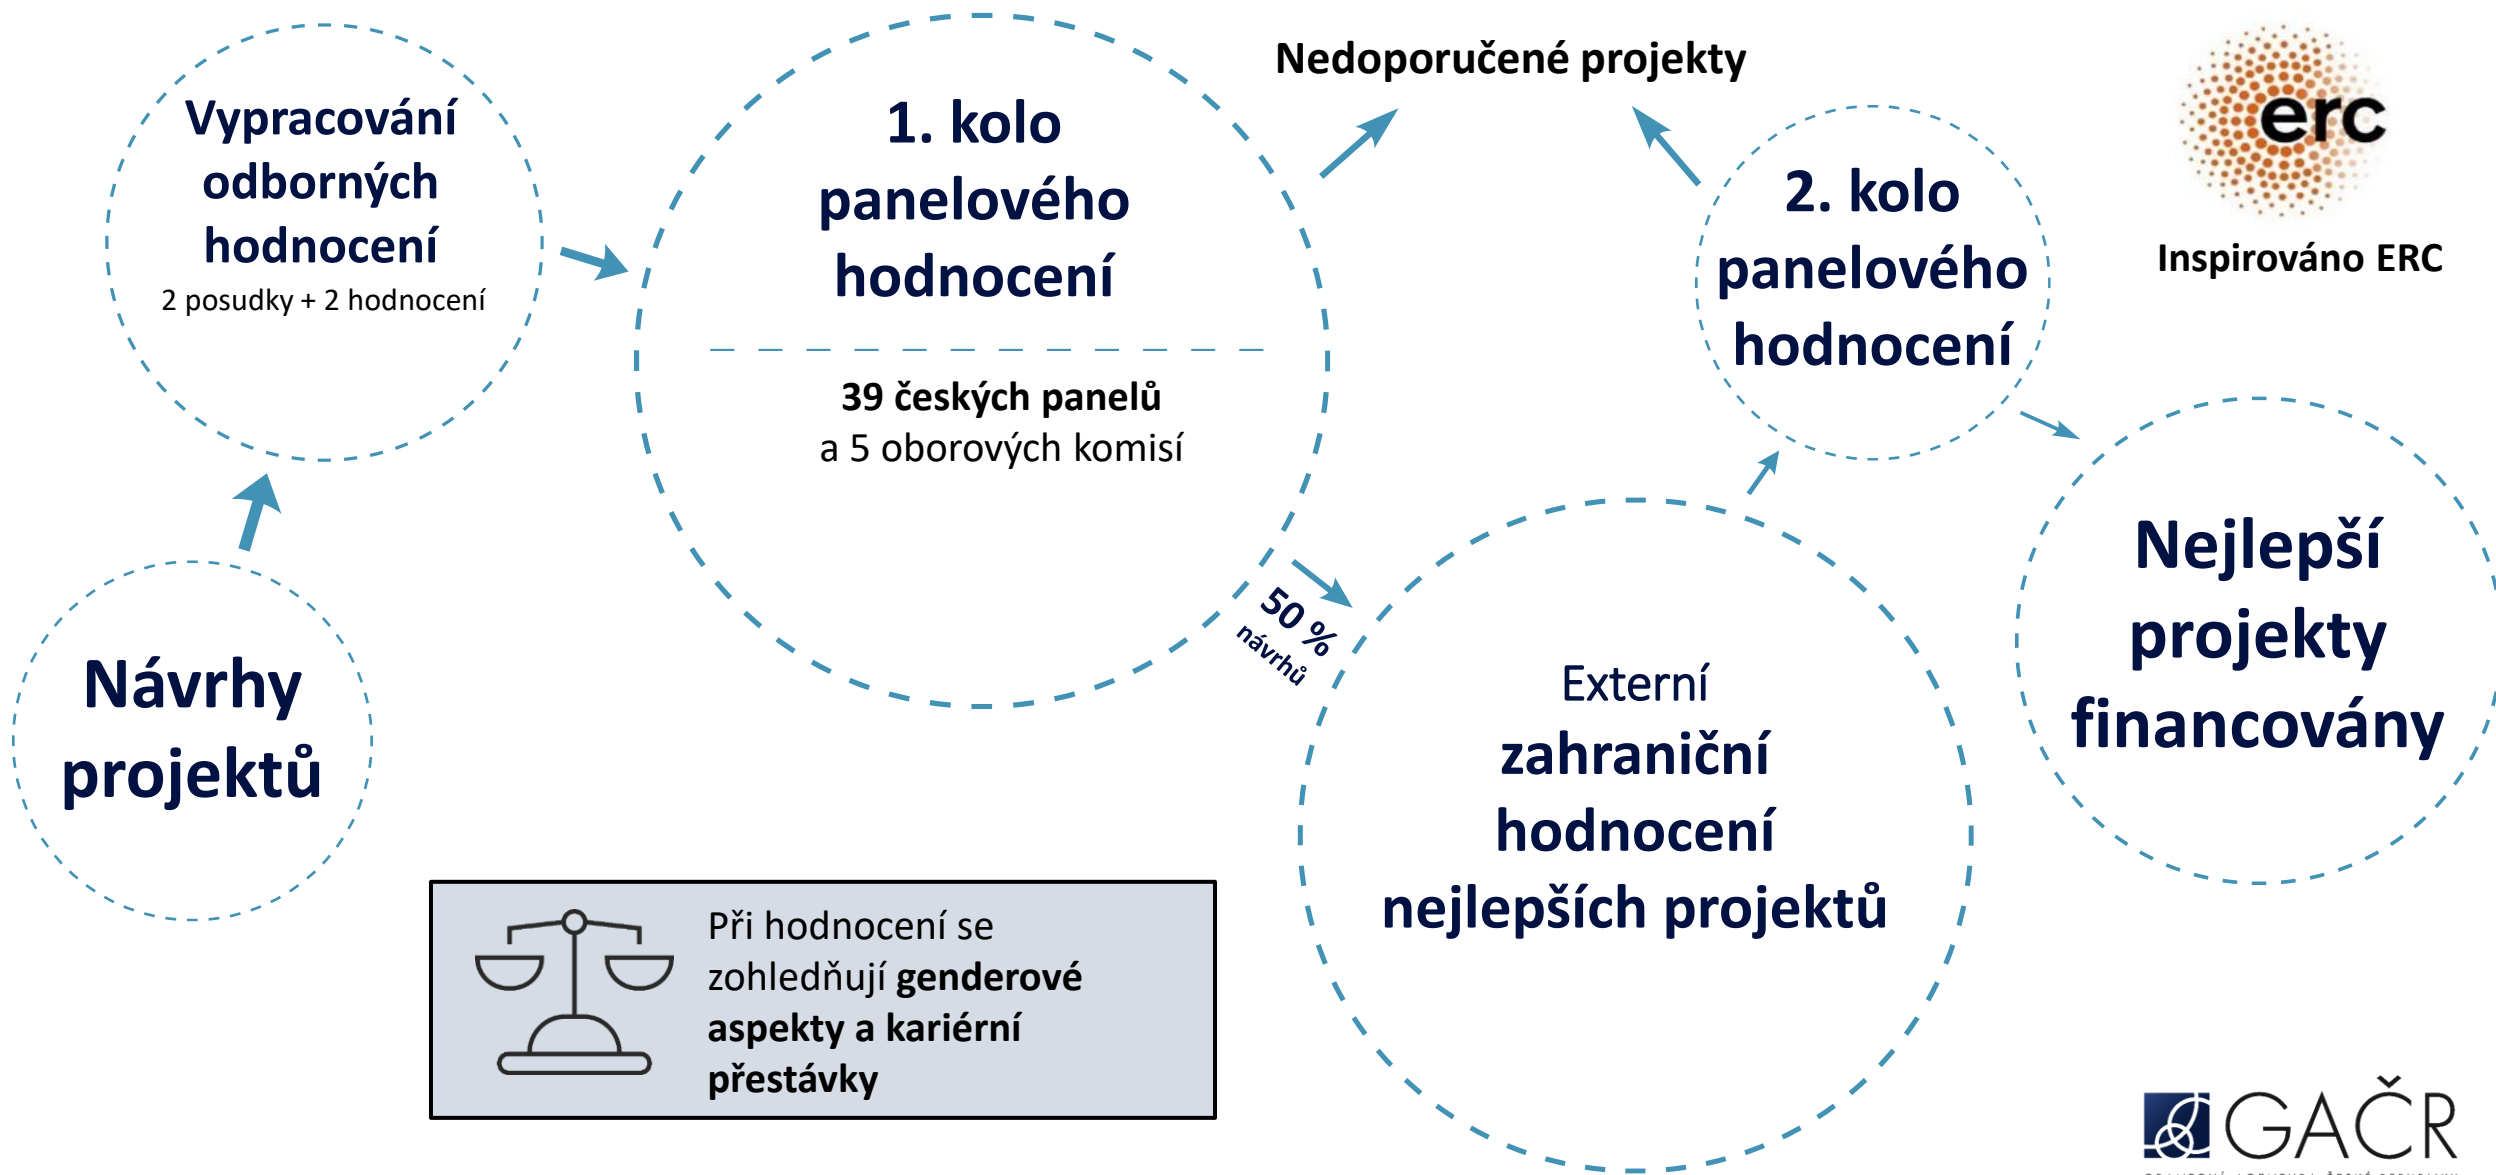 Vypracování
odborných
hodnocení
2 posudky + 2 hodnocení
Návrhy
projektů
1. kolo
panelového
hodnocení
39 českých panelů
a 5 oborových komisí
Nedoporučené projekty
2. kolo
panelového
hodnocení
erc
Inspirováno ERC
50 %
návrhů
Externí
zahraniční
hodnocení
nejlepších projektů
Nejlepší
projekty
financovány
Při hodnocení se
zohledňují genderové
aspekty a kariérní
přestávky
GAČR